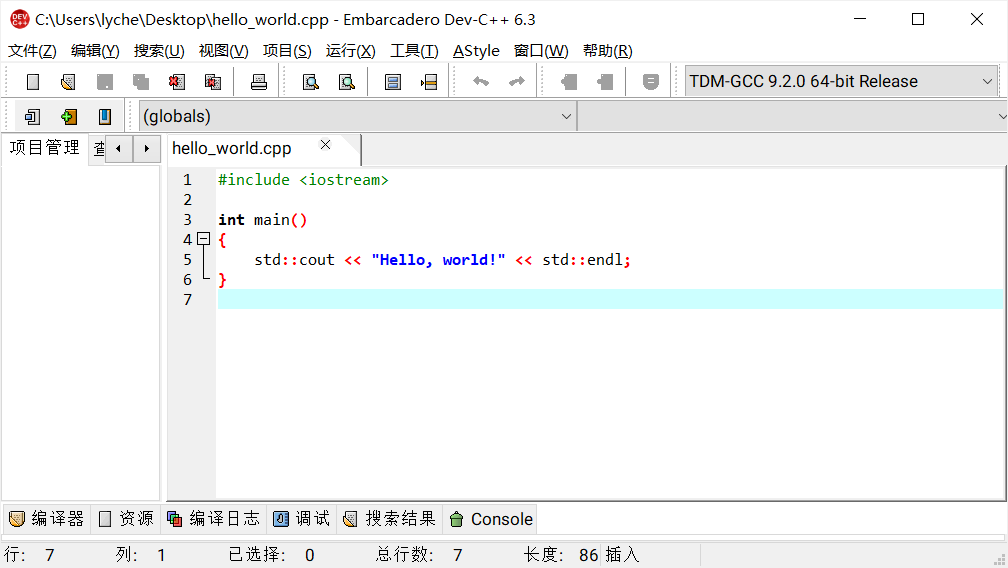 C:\Users\lyche\Desktop\hello_world.cpp - Embarcadero Dev-C++ 6.3
文件(Z) 编辑(Y) 搜索(U) 视图(V) 项目(S) 运行(X) 工具(T) AStyle 窗口(W) 帮助(R)
TDM-GCC 9.2.0 64-bit Release
(globals)
项目管理 查 hello_world.cpp
1 #include <iostream>
2
3 int main()
4 {
5     std::cout << "Hello, world!" << std::endl;
6 }
7
编译器 资源 编译日志 调试 搜索结果 Console
行: 7 列: 1 已选择: 0 总行数: 7 长度: 86 插入